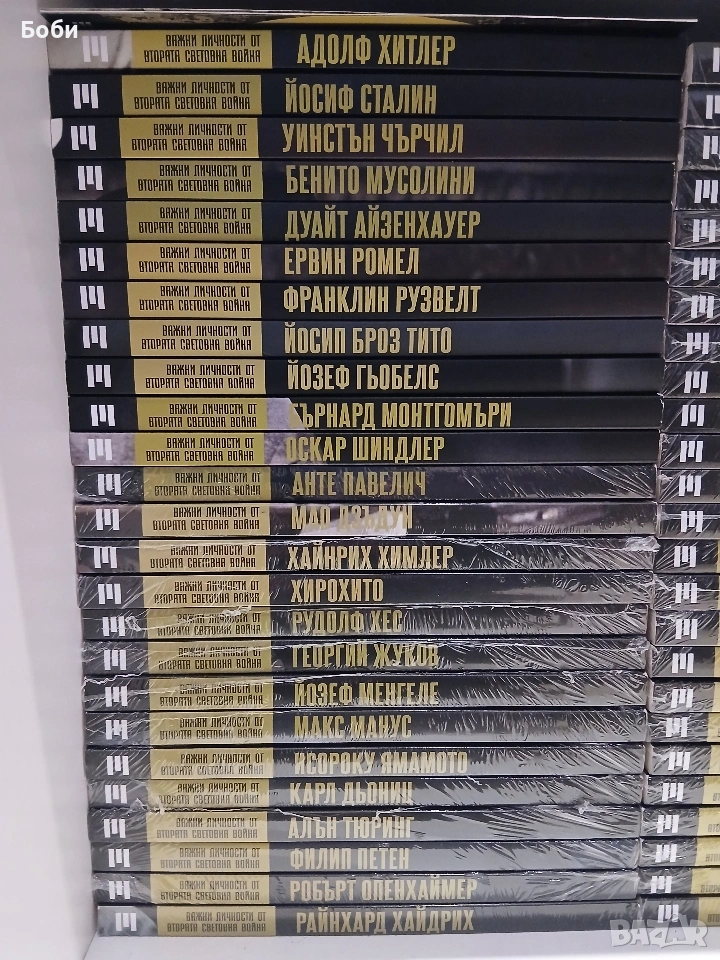 Боби
ВАЖНИ ЛИЧНОСТИ ОТ
ВТОРАТА СВЕТОВНА ВОЙНА
АДОЛФ ХИТЛЕР
ВАЖНИ ЛИЧНОСТИ ОТ
ВТОРАТА СВЕТОВНА ВОЙНА
ЙОСИФ СТАЛИН
ВАЖНИ ЛИЧНОСТИ ОТ
ВТОРАТА СВЕТОВНА ВОЙНА
УИНСТЪН ЧЪРЧИЛ
ВАЖНИ ЛИЧНОСТИ ОТ
ВТОРАТА СВЕТОВНА ВОЙНА
БЕНИТО МУСОЛИНИ
ВАЖНИ ЛИЧНОСТИ ОТ
ВТОРАТА СВЕТОВНА ВОЙНА
ДУАЙТ АЙЗЕНХАУЕР
ВАЖНИ ЛИЧНОСТИ ОТ
ВТОРАТА СВЕТОВНА ВОЙНА
ЕРВИН РОМЕЛ
ВАЖНИ ЛИЧНОСТИ ОТ
ВТОРАТА СВЕТОВНА ВОЙНА
ФРАНКЛИН РУЗВЕЛТ
ВАЖНИ ЛИЧНОСТИ ОТ
ВТОРАТА СВЕТОВНА ВОЙНА
ЙОСИП БРОЗ ТИТО
ВАЖНИ ЛИЧНОСТИ ОТ
ВТОРАТА СВЕТОВНА ВОЙНА
ЙОЗЕФ ГЬОБЕЛС
ВАЖНИ ЛИЧНОСТИ ОТ
ВТОРАТА СВЕТОВНА ВОЙНА
БЪРНАРД МОНТГОМЪРИ
ВАЖНИ ЛИЧНОСТИ ОТ
ВТОРАТА СВЕТОВНА ВОЙНА
ОСКАР ШИНДЛЕР
ВАЖНИ ЛИЧНОСТИ ОТ
ВТОРАТА СВЕТОВНА ВОЙНА
АНТЕ ПАВЕЛИЧ
ВАЖНИ ЛИЧНОСТИ ОТ
ВТОРАТА СВЕТОВНА ВОЙНА
МАО ДЗЪДУН
ВАЖНИ ЛИЧНОСТИ ОТ
ВТОРАТА СВЕТОВНА ВОЙНА
ХАЙНРИХ ХИМЛЕР
ВАЖНИ ЛИЧНОСТИ ОТ
ВТОРАТА СВЕТОВНА ВОЙНА
ХИРОХИТО
ВАЖНИ ЛИЧНОСТИ ОТ
ВТОРАТА СВЕТОВНА ВОЙНА
РУДОЛФ ХЕС
ВАЖНИ ЛИЧНОСТИ ОТ
ВТОРАТА СВЕТОВНА ВОЙНА
ГЕОРГИЙ ЖУКОВ
ВАЖНИ ЛИЧНОСТИ ОТ
ВТОРАТА СВЕТОВНА ВОЙНА
ЙОЗЕФ МЕНГЕЛЕ
ВАЖНИ ЛИЧНОСТИ ОТ
ВТОРАТА СВЕТОВНА ВОЙНА
МАКС МАНУС
ВАЖНИ ЛИЧНОСТИ ОТ
ВТОРАТА СВЕТОВНА ВОЙНА
ИСОРОКУ ЯМАМОТО
ВАЖНИ ЛИЧНОСТИ ОТ
ВТОРАТА СВЕТОВНА ВОЙНА
КАРЛ ДЬОНИЦ
ВАЖНИ ЛИЧНОСТИ ОТ
ВТОРАТА СВЕТОВНА ВОЙНА
АЛЪН ТЮРИНГ
ВАЖНИ ЛИЧНОСТИ ОТ
ВТОРАТА СВЕТОВНА ВОЙНА
ФИЛИП ПЕТЕН
ВАЖНИ ЛИЧНОСТИ ОТ
ВТОРАТА СВЕТОВНА ВОЙНА
РОБЪРТ ОПЕНХАЙМЕР
ВАЖНИ ЛИЧНОСТИ ОТ
ВТОРАТА СВЕТОВНА ВОЙНА
РАЙНХАРД ХАЙДРИХ
BAZAR